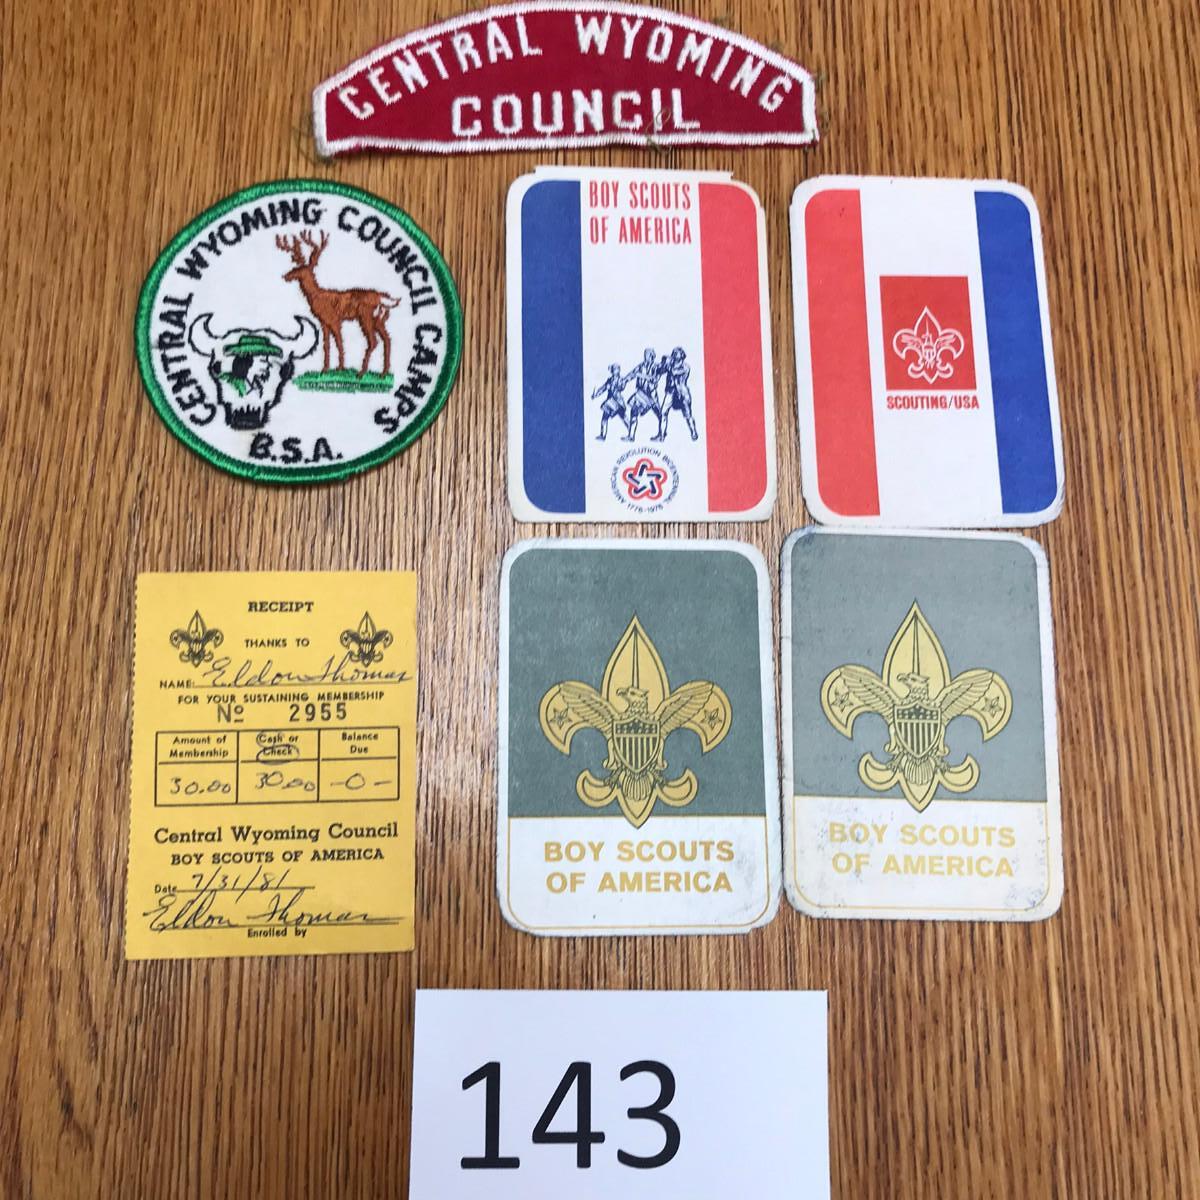 CENTRAL WYOMING
COUNCIL
CENTRAL WYOMING COUNCIL CAMPS
B.S.A.
BOY SCOUTS
OF AMERICA
AMERICAN REVOLUTION BICENTENNIAL
1776-1976
SCOUTING/USA
RECEIPT
THANKS TO
NAME: Eldon Thomas
FOR YOUR SUSTAINING MEMBERSHIP
Nº 2955
Amount of Membership Cash or Check Balance Due
30.00 30.00 -0-
Central Wyoming Council
BOY SCOUTS OF AMERICA
Date 7/31/81
Eldon Thomas
Enrolled by
BOY SCOUTS
OF AMERICA
BOY SCOUTS
OF AMERICA
143